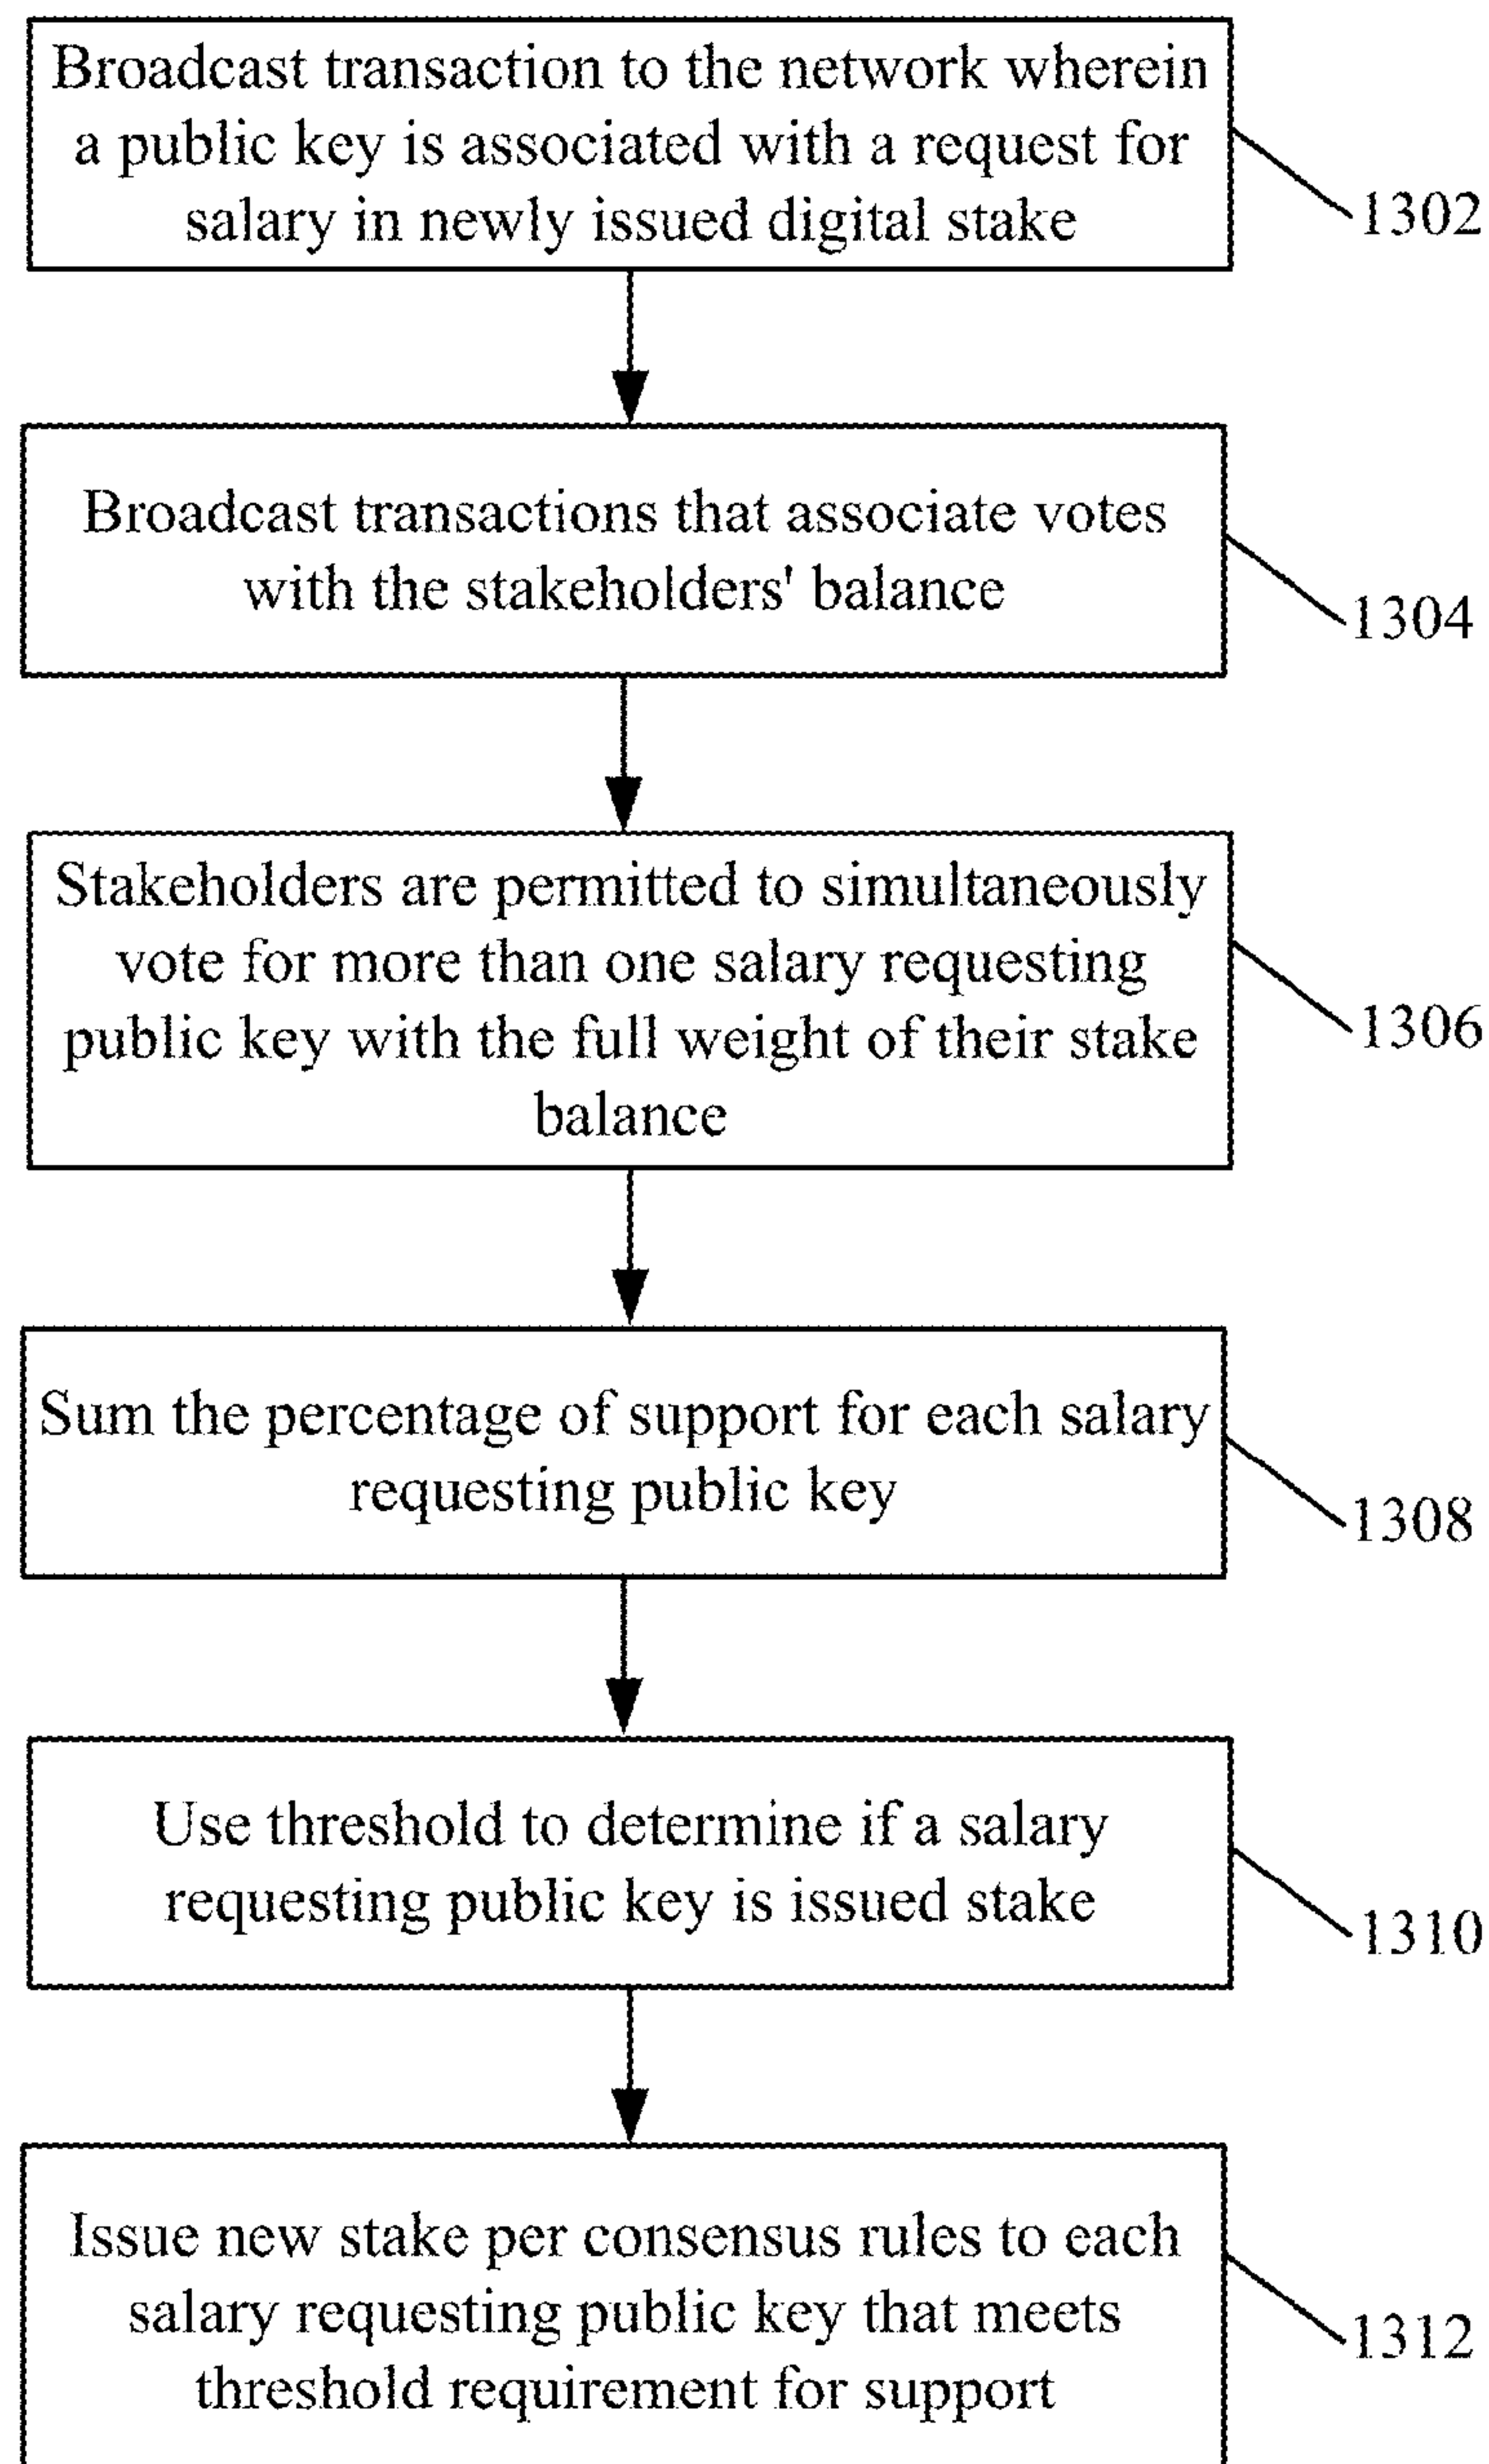 Broadcast transaction to the network wherein
a public key is associated with a request for
salary in newly issued digital stake
1302
Broadcast transactions that associate votes
with the stakeholders' balance
1304
Stakeholders are permitted to simultaneously
vote for more than one salary requesting
public key with the full weight of their stake
balance
1306
Sum the percentage of support for each salary
requesting public key
1308
Use threshold to determine if a salary
requesting public key is issued stake
1310
Issue new stake per consensus rules to each
salary requesting public key that meets
threshold requirement for support
1312